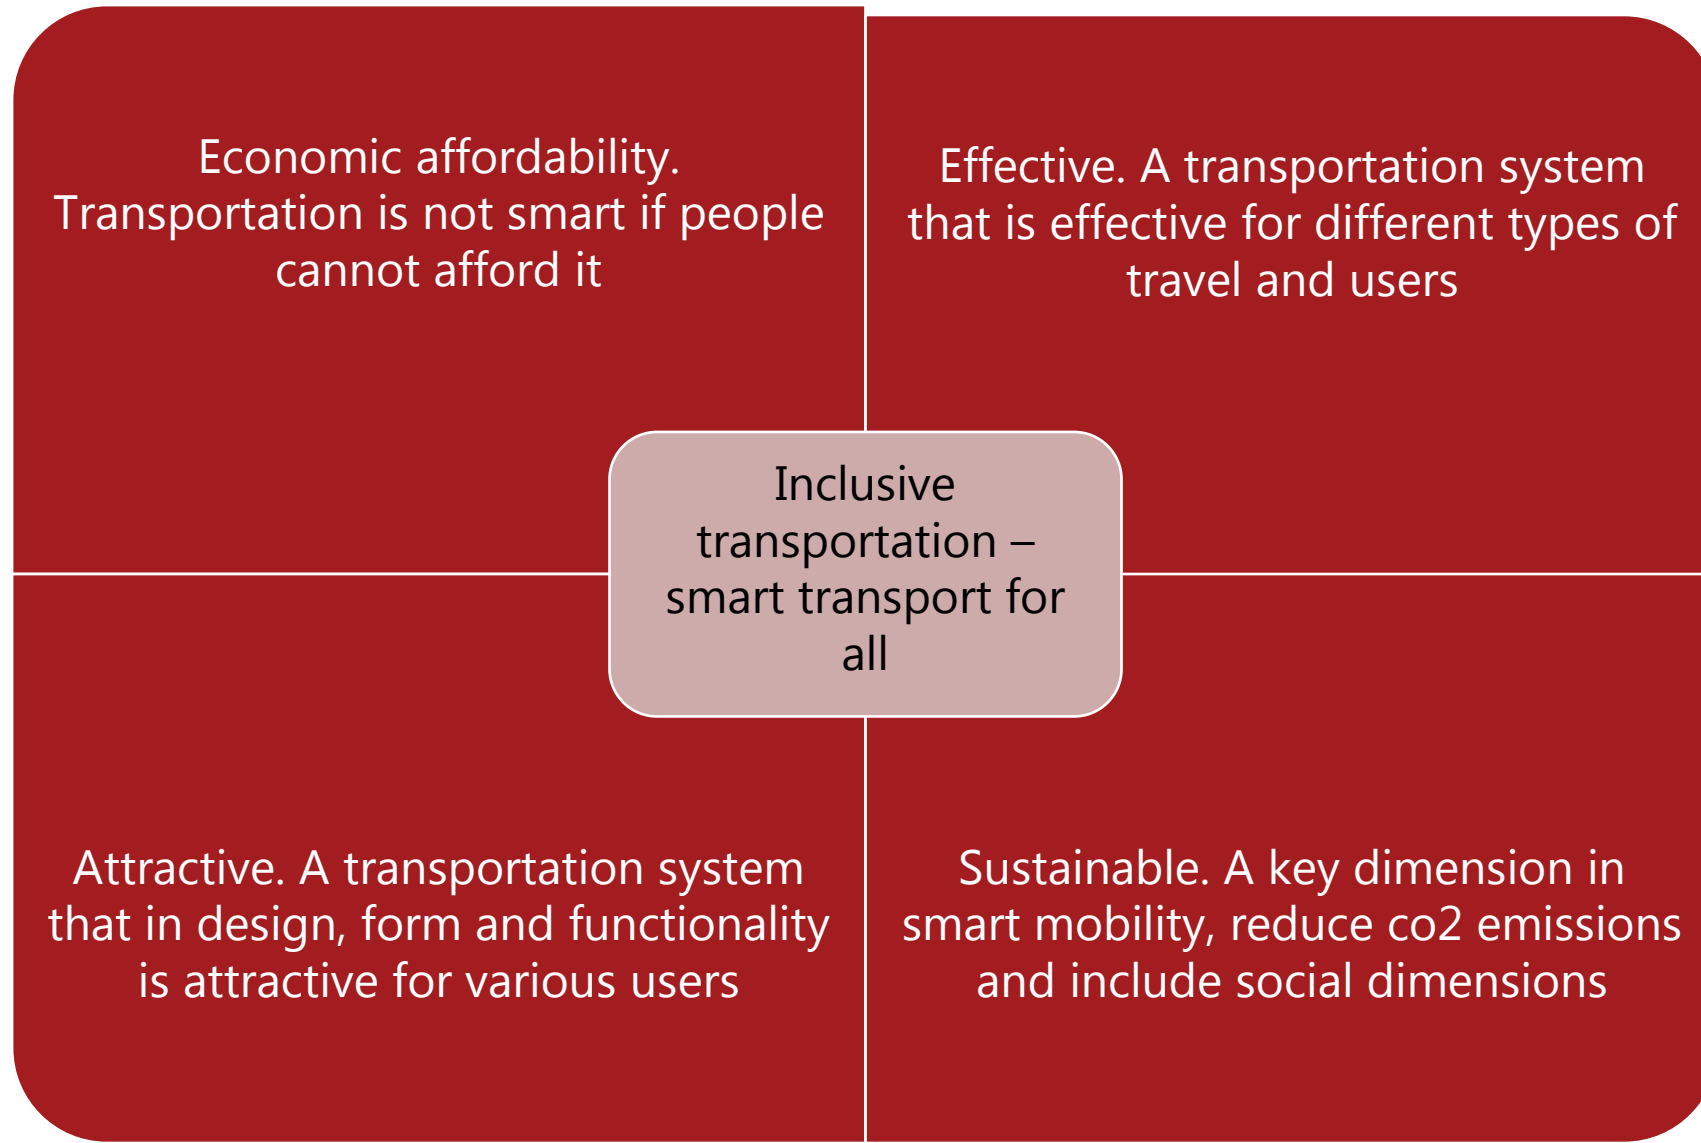 Economic affordability.
Transportation is not smart if people
cannot afford it
Effective. A transportation system
that is effective for different types of
travel and users
Inclusive
transportation –
smart transport for
all
Attractive. A transportation system
that in design, form and functionality
is attractive for various users
Sustainable. A key dimension in
smart mobility, reduce co2 emissions
and include social dimensions